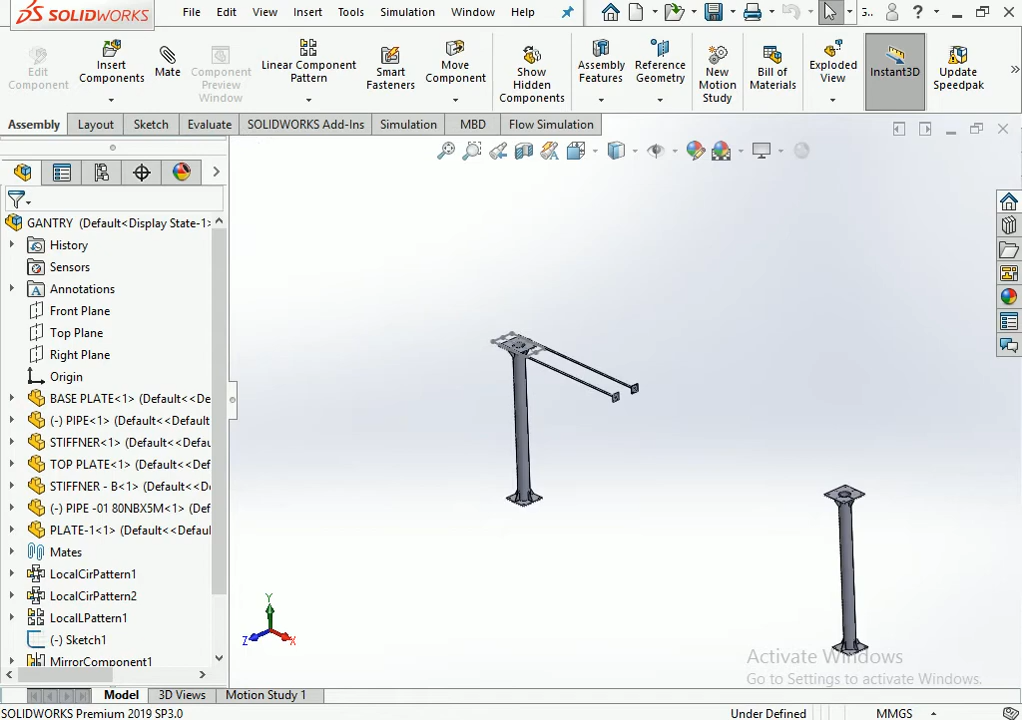 SOLIDWORKS File Edit View Insert Tools Simulation Window Help 5..
Edit Component
Insert Components
Mate
Component Preview Window
Linear Component Pattern
Smart Fasteners
Move Component
Show Hidden Components
Assembly Features
Reference Geometry
New Motion Study
Bill of Materials
Exploded View
Instant3D
Update Speedpak
Assembly Layout Sketch Evaluate SOLIDWORKS Add-Ins Simulation MBD Flow Simulation
GANTRY (Default<Display State-1>
History
Sensors
Annotations
Front Plane
Top Plane
Right Plane
Origin
BASE PLATE<1> (Default<<De
(-) PIPE<1> (Default<<Default
STIFFNER<1> (Default<<Defau
TOP PLATE<1> (Default<<Def
STIFFNER - B<1> (Default<<De
(-) PIPE -01 80NBX5M<1> (Def
PLATE-1<1> (Default<<Defaul
Mates
LocalCirPattern1
LocalCirPattern2
LocalLPattern1
(-) Sketch1
MirrorComponent1
Y
Z
X
Activate Windows
Go to Settings to activate Windows.
Model 3D Views Motion Study 1
SOLIDWORKS Premium 2019 SP3.0 Under Defined MMGS